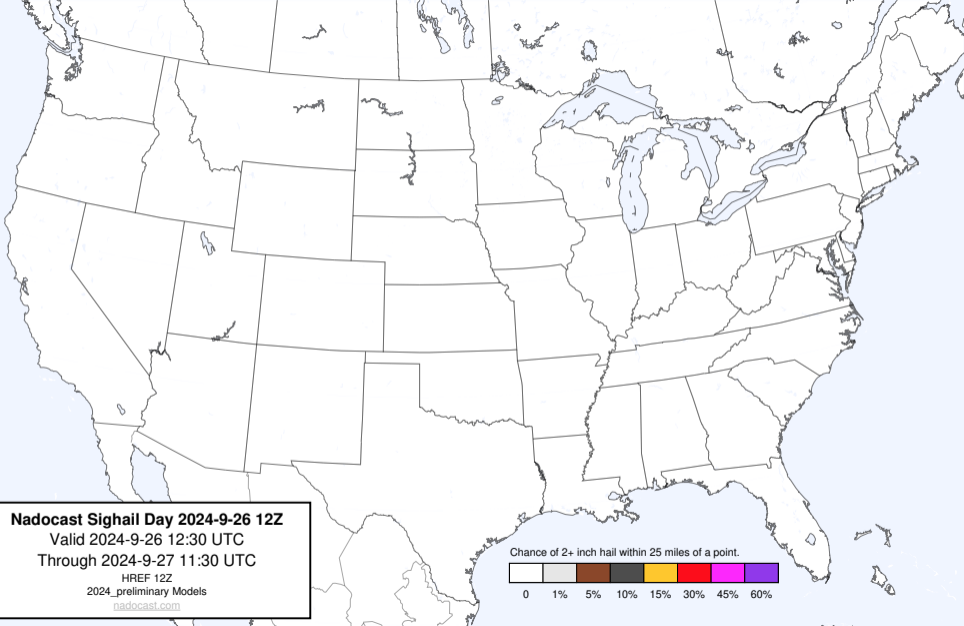 Nadocast Sighail Day 2024-9-26 12Z
Valid 2024-9-26 12:30 UTC
Through 2024-9-27 11:30 UTC
HREF 12Z
2024_preliminary Models
nadocast.com
Chance of 2+ inch hail within 25 miles of a point.
0 1% 5% 10% 15% 30% 45% 60%